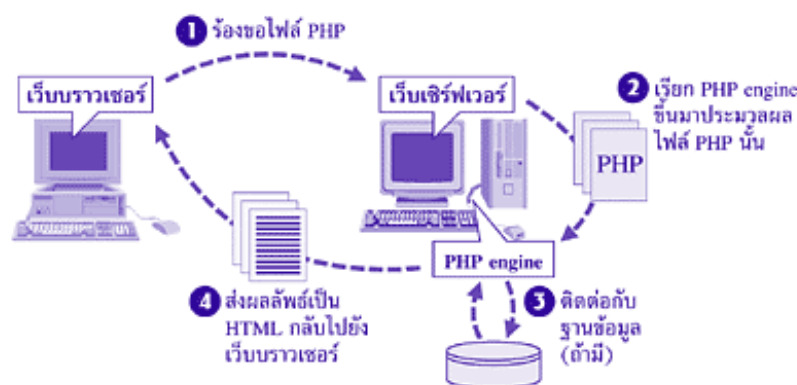 1 ร้องขอไฟล์ PHP
เว็บบราวเซอร์
เว็บเซิร์ฟเวอร์
2 เรียก PHP engine
ขึ้นมาประมวลผล
ไฟล์ PHP นั้น
PHP
PHP engine
3 ติดต่อกับ
ฐานข้อมูล
(ถ้ามี)
4 ส่งผลลัพธ์เป็น
HTML กลับไปยัง
เว็บบราวเซอร์